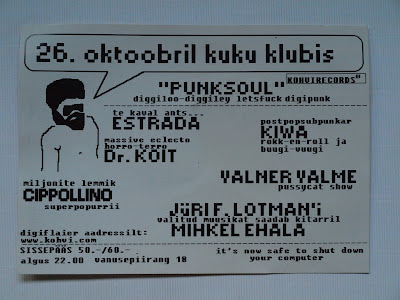 26. oktoobril kuku klubis
"PUNKSOUL"
KOHVIRECORDS"
diggiloo-diggiley letsfuck digipunk
te kaval ants...
ESTRADA
massive eclecto
horro-terro
Dr. KOIT
postpopsubpunkar
KIWA
rokk-en-roll ja
buugi-vuugi
VALNER VALME
pussycat show
miljonite lemmik
CIPPOLLINO
superpopurrii
JüRI F. LOTMAN'i
valitud muusikat saadab kitarril
MIHKEL EHALA
digiflaier aadressilt:
www.kohvi.com
SISSEPÄÄS 50.-/60.-
algus 22.00 vanusepiirang 18
it's now safe to shut down
your computer